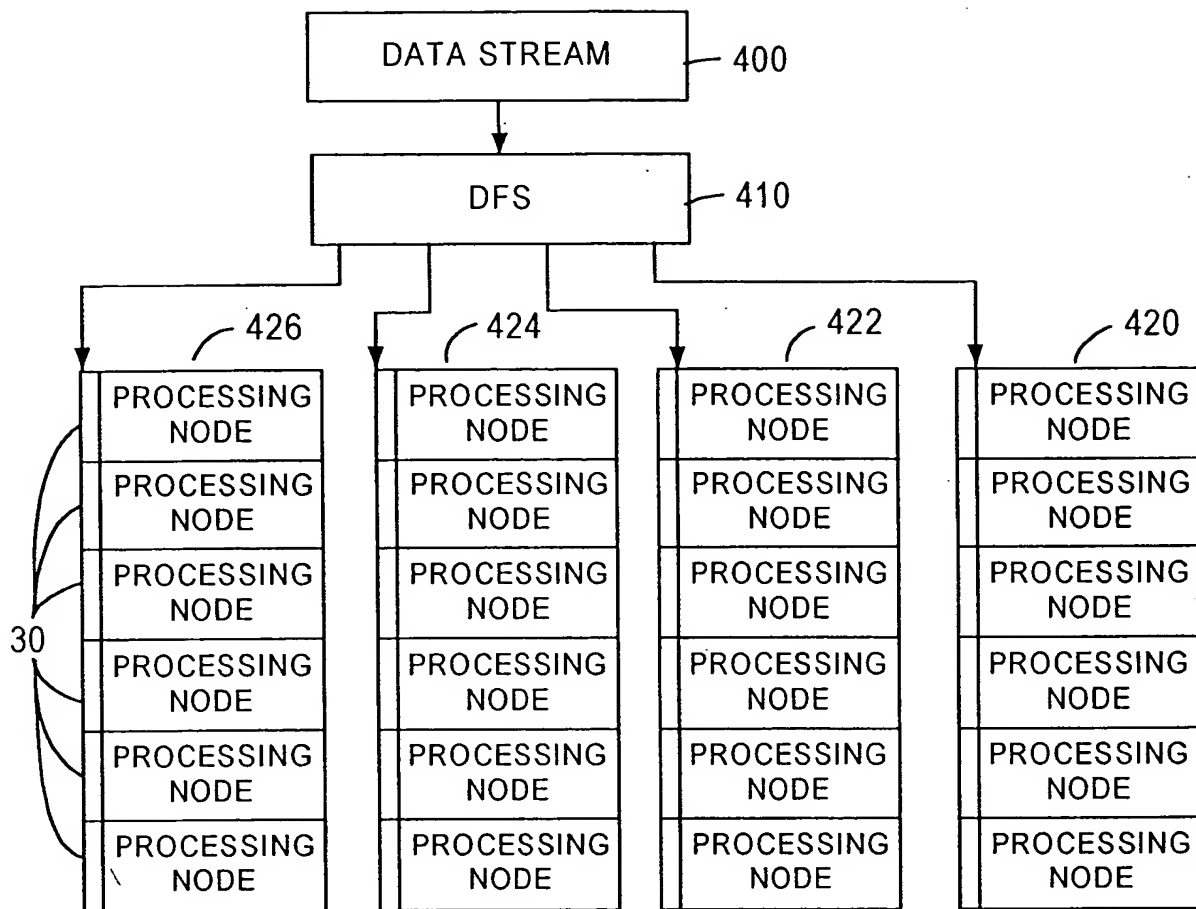 DATA STREAM
400
DFS
410
426
424
422
420
PROCESSING
NODE
PROCESSING
NODE
PROCESSING
NODE
PROCESSING
NODE
PROCESSING
NODE
PROCESSING
NODE
PROCESSING
NODE
PROCESSING
NODE
PROCESSING
NODE
PROCESSING
NODE
PROCESSING
NODE
PROCESSING
NODE
30
PROCESSING
NODE
PROCESSING
NODE
PROCESSING
NODE
PROCESSING
NODE
PROCESSING
NODE
PROCESSING
NODE
PROCESSING
NODE
PROCESSING
NODE
PROCESSING
NODE
PROCESSING
NODE
PROCESSING
NODE
PROCESSING
NODE